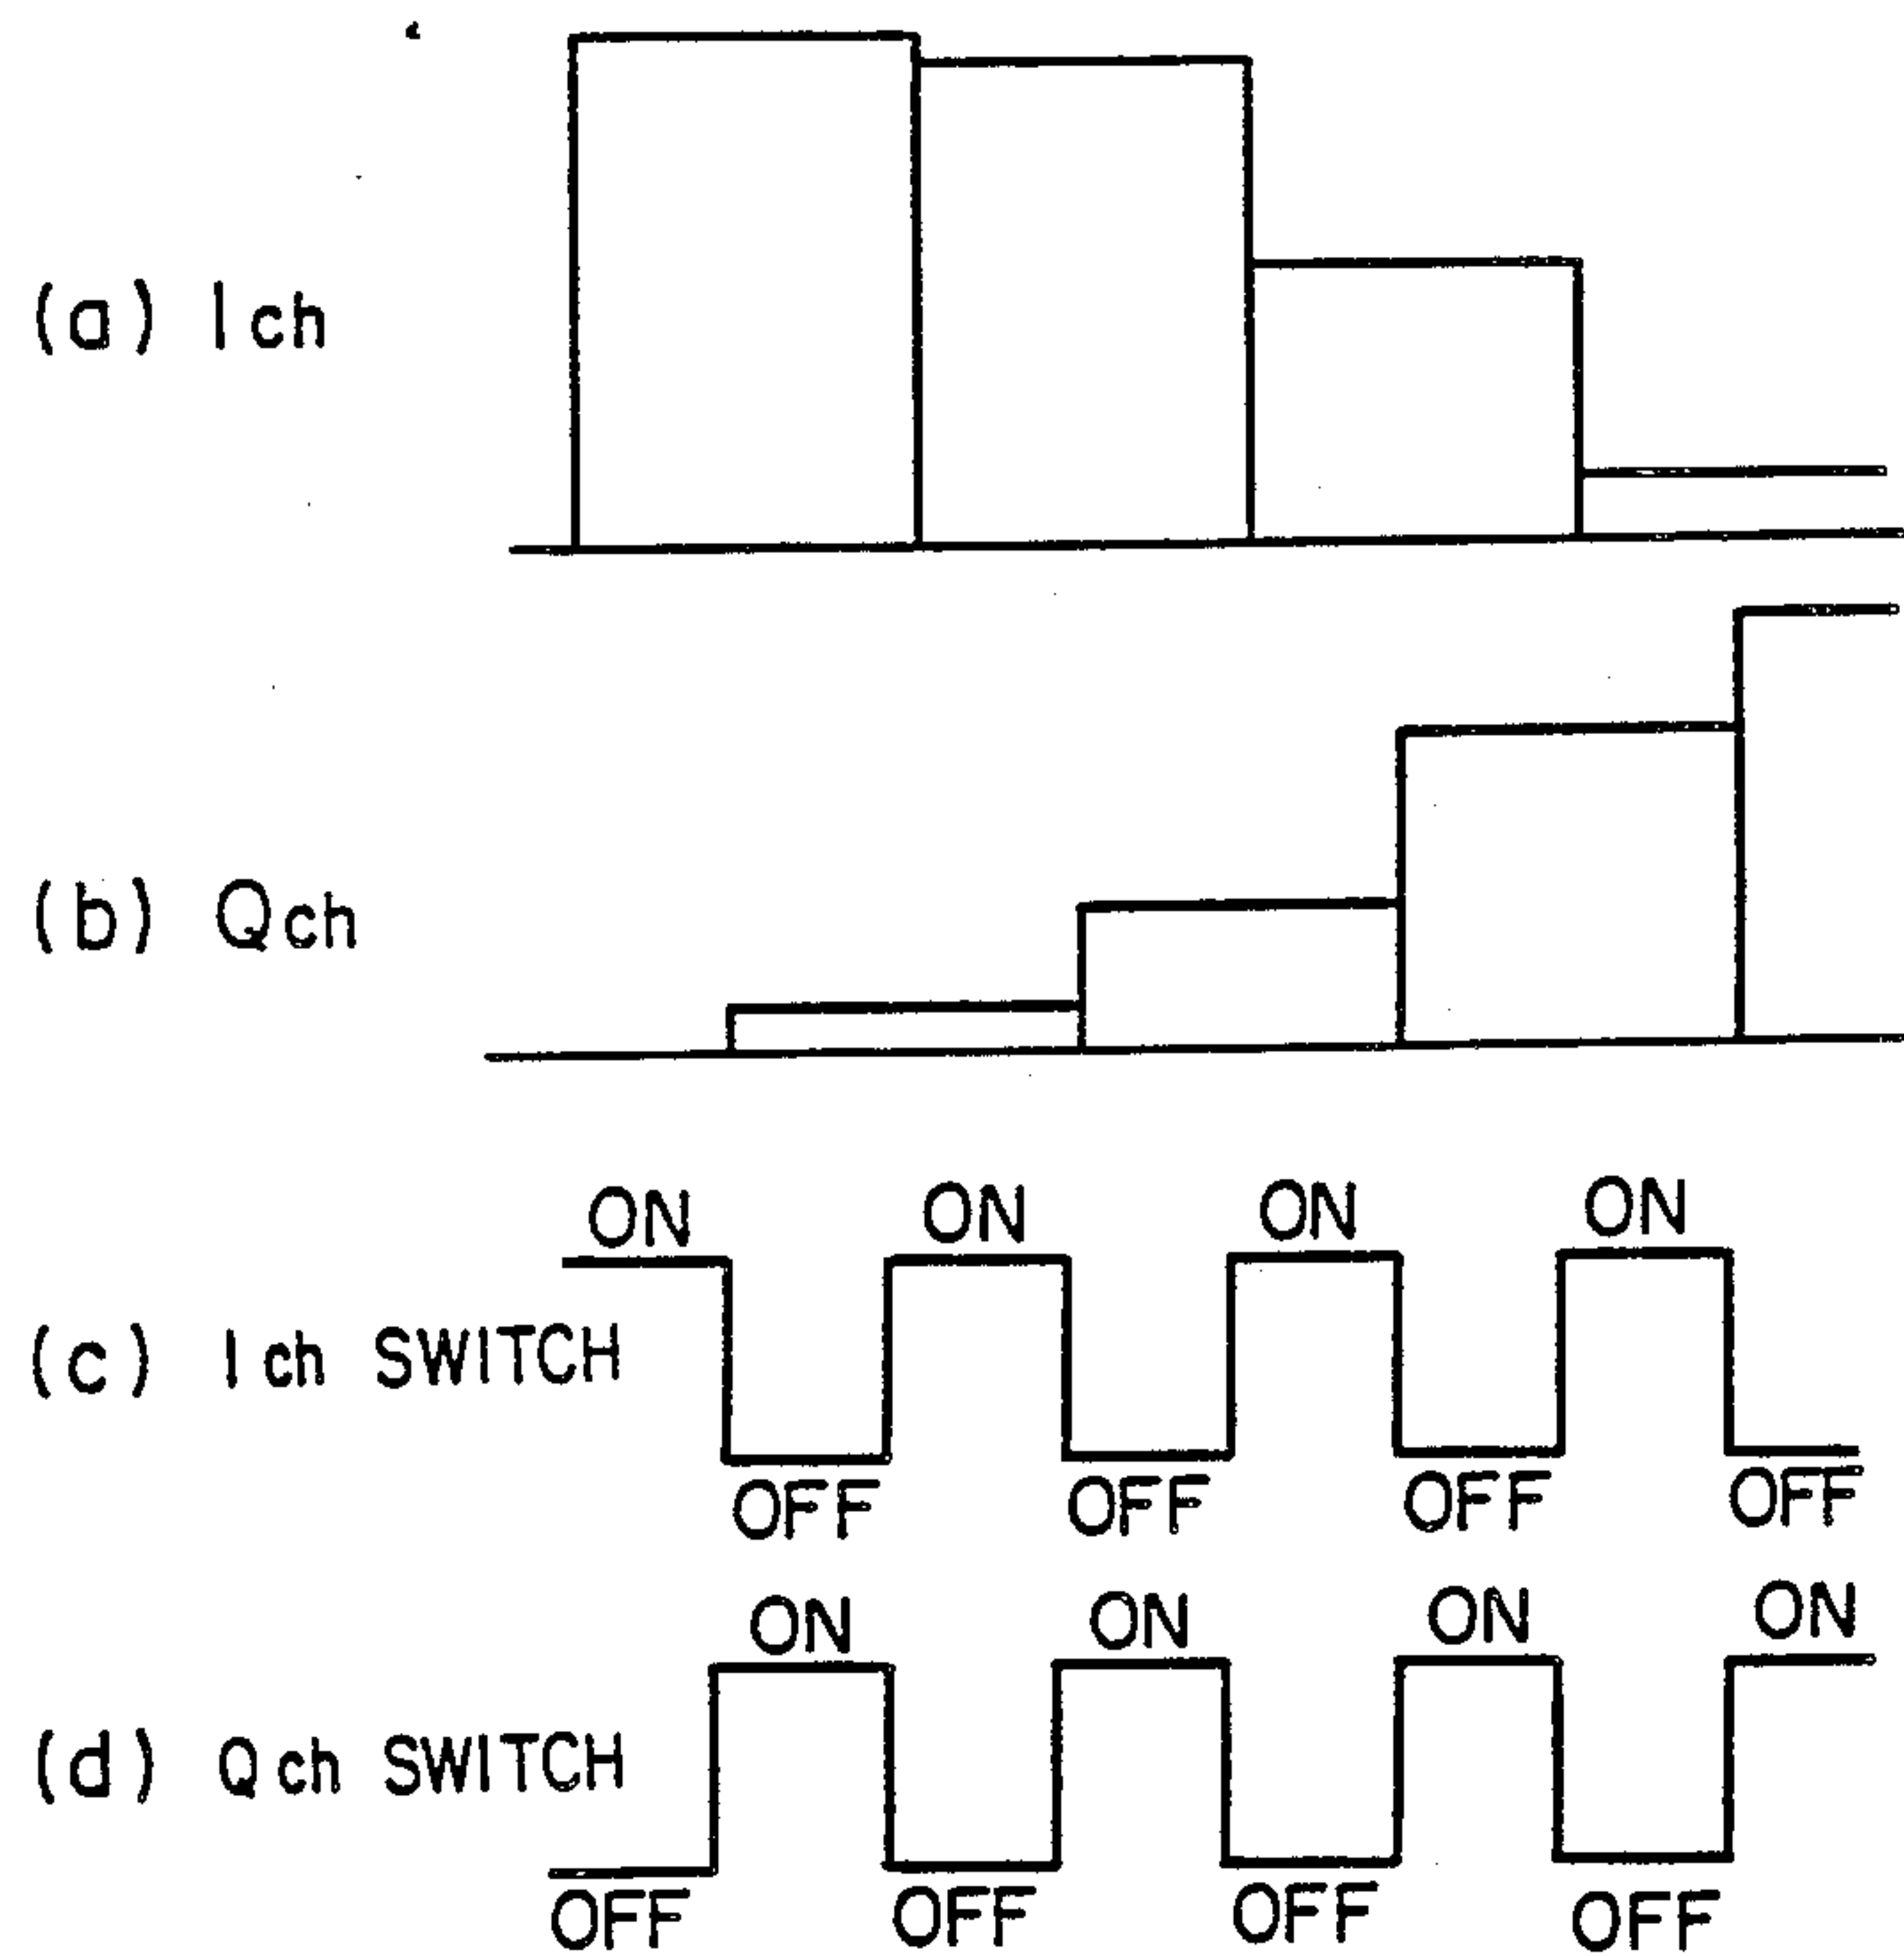 (a) Ich
(b) Qch
ON ON ON ON
(c) Ich SWITCH
OFF OFF OFF OFF
ON ON ON ON
(d) Qch SWITCH
OFF OFF OFF OFF